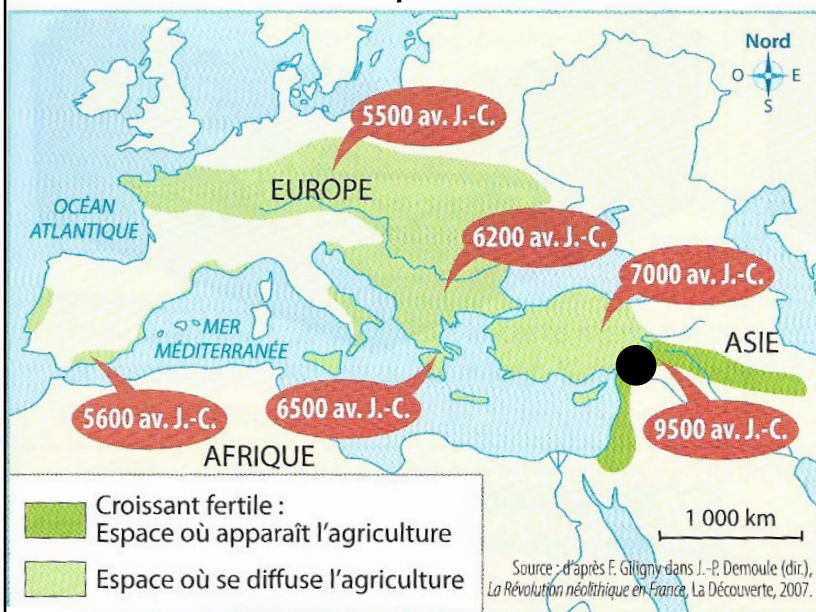 Nord
O E
S
5500 av. J.-C.
EUROPE
OCÉAN
ATLANTIQUE
6200 av. J.-C.
7000 av. J.-C.
MER
MÉDITERRANÉE
ASIE
5600 av. J.-C.
6500 av. J.-C.
9500 av. J.-C.
AFRIQUE
Croissant fertile :
Espace où apparaît l'agriculture
Espace où se diffuse l'agriculture
1 000 km
Source : d'après F. Giligny dans J.-P. Demoule (dir.),
La Révolution néolithique en France, La Découverte, 2007.